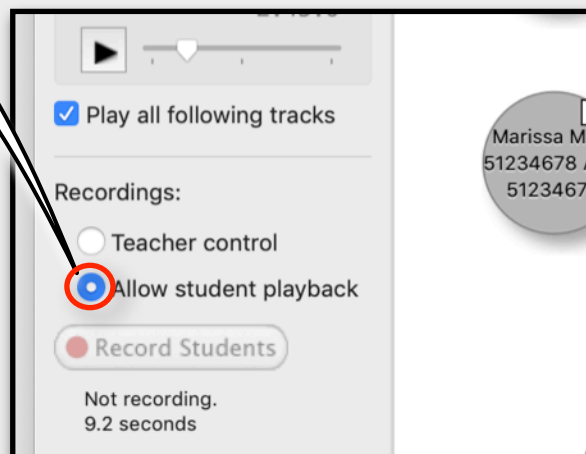 Play all following tracks
Recordings:
Teacher control
Allow student playback
Record Students
Not recording.
9.2 seconds
Marissa M
51234678
5123467